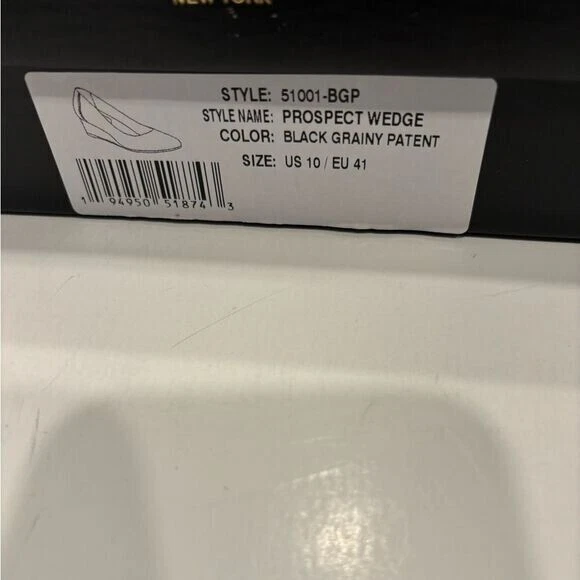 NEW YORK
STYLE: 51001-BGP
STYLE NAME: PROSPECT WEDGE
COLOR: BLACK GRAINY PATENT
SIZE: US 10 / EU 41
1 94950 51874 3